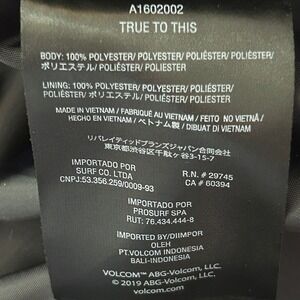 A1602002
TRUE TO THIS
BODY: 100% POLYESTER/ POLYESTER/ POLIÉSTER/
ポリエステル/ POLIÉSTER/ POLIESTER
LINING: 100% POLYESTER/ POLYESTER/ POLIÉSTER/
ポリエステル/ POLIÉSTER/ POLIESTER
MADE IN VIETNAM / FABRIQUÉ AU VIETNAM / FEITO NO VIETNÃ /
HECHO EN VIETNAM / ベトナム製 / DIBUAT DI VIETNAM
リバレイティッドブランズジャパン合同会社
東京都渋谷区千駄ヶ谷3-15-7
IMPORTADO POR
SURF CO. LTDA
CNPJ:53.356.259/0009-93
R.N. # 29745
CA # 60394
IMPORTADO POR
PROSURF SPA
RUT: 76.434.444-8
IMPORTED BY/DIIMPOR
OLEH
PT.VOLCOM INDONESIA
BALI-INDONESIA
VOLCOM™ ABG-Volcom, LLC.
© 2019 ABG-Volcom, LLC.
volcom.com